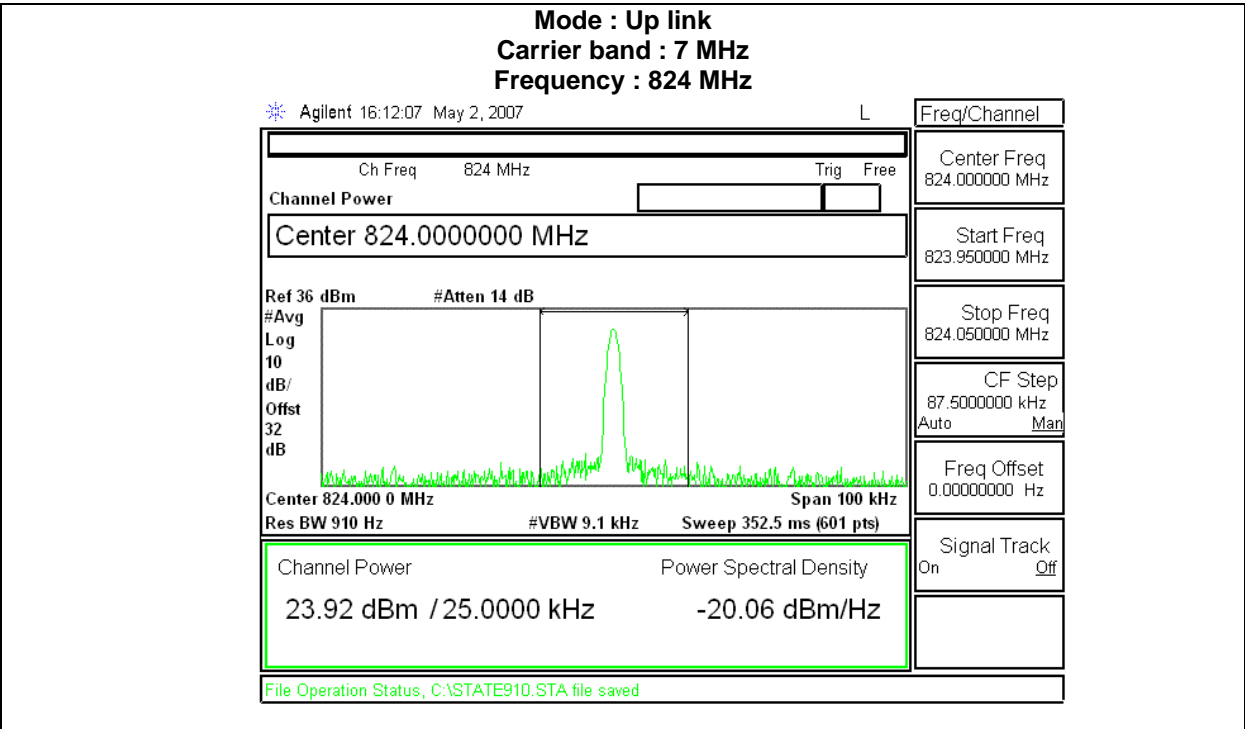 Mode : Up link
Carrier band : 7 MHz
Frequency : 824 MHz
Agilent 16:12:07 May 2, 2007 L
Freq/Channel
Ch Freq 824 MHz Trig Free
Channel Power
Center 824.0000000 MHz
Ref 36 dBm #Atten 14 dB
#Avg
Log
10
dB/
Offst
32
dB
Center 824.000 0 MHz Span 100 kHz
Res BW 910 Hz #VBW 9.1 kHz Sweep 352.5 ms (601 pts)
Channel Power Power Spectral Density
23.92 dBm / 25.0000 kHz -20.06 dBm/Hz
File Operation Status, C:\STATE910.STA file saved
Center Freq
824.000000 MHz
Start Freq
823.950000 MHz
Stop Freq
824.050000 MHz
CF Step
87.5000000 kHz
Auto Man
Freq Offset
0.00000000 Hz
Signal Track
On Off